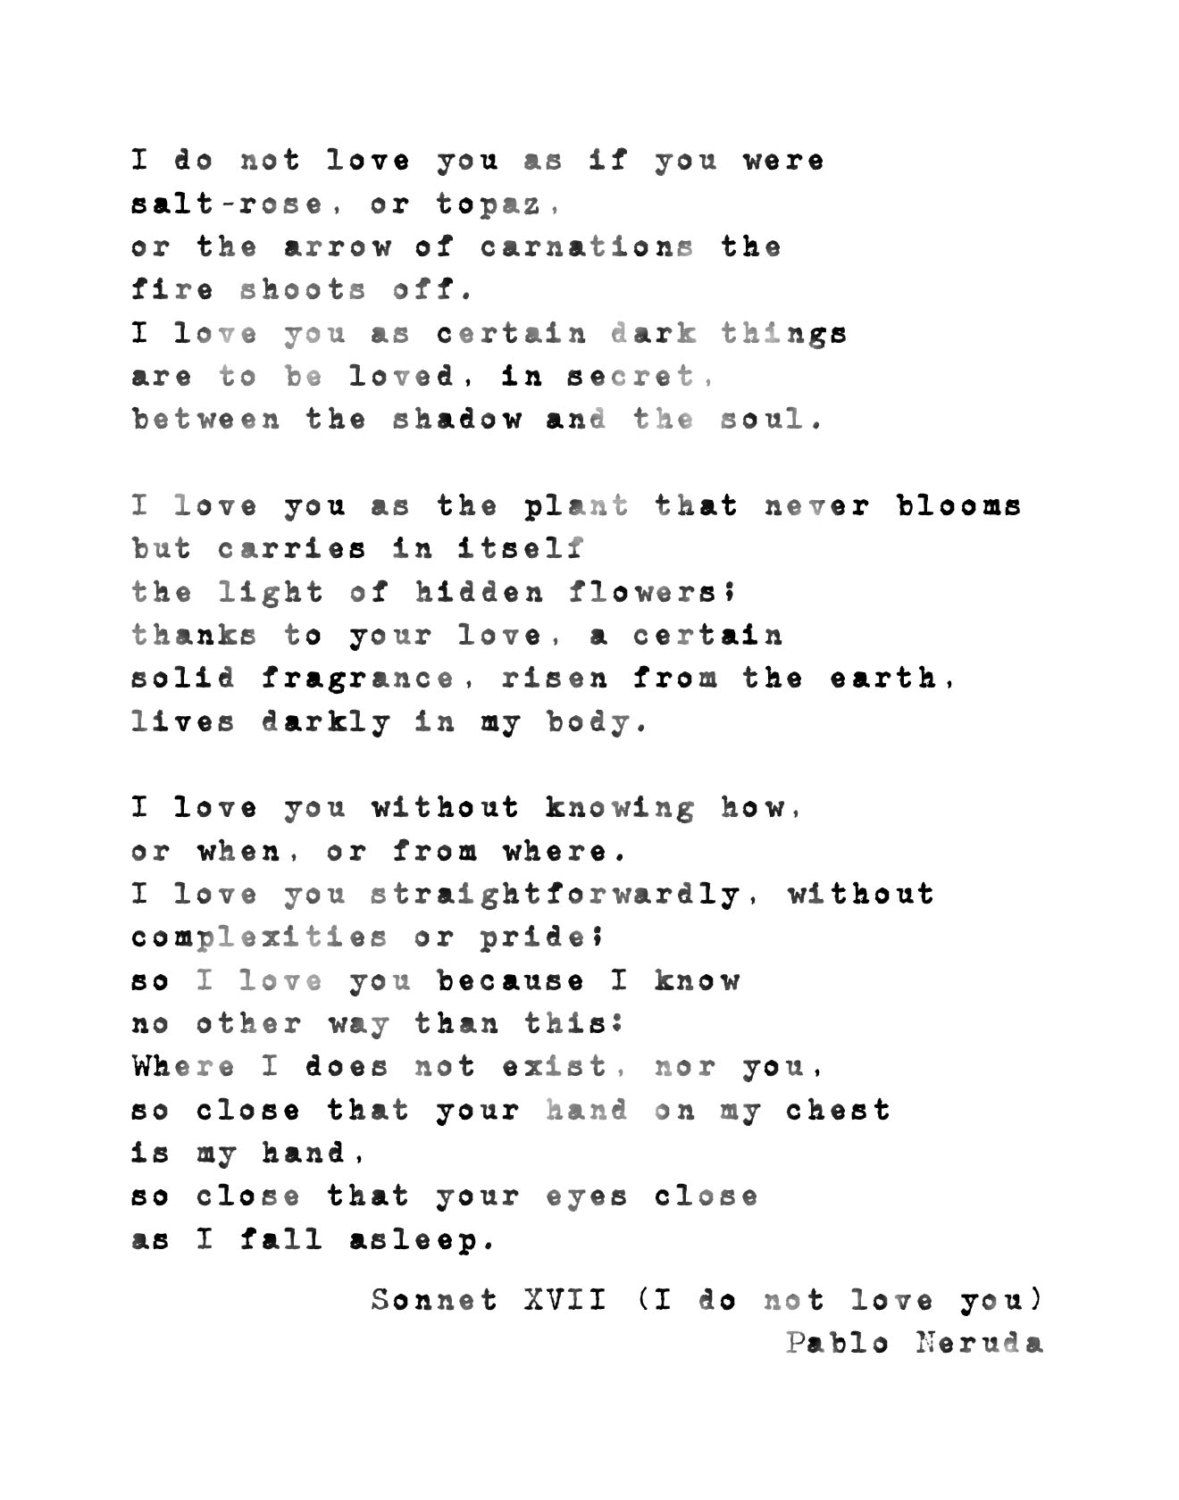 I do not love you as if you were
salt-rose, or topaz,
or the arrow of carnations the
fire shoots off.
I love you as certain dark things
are to be loved, in secret,
between the shadow and the soul.

I love you as the plant that never blooms
but carries in itself
the light of hidden flowers;
thanks to your love, a certain
solid fragrance, risen from the earth,
lives darkly in my body.

I love you without knowing how,
or when, or from where.
I love you straightforwardly, without
complexities or pride;
so I love you because I know
no other way than this:
Where I does not exist, nor you,
so close that your hand on my chest
is my hand,
so close that your eyes close
as I fall asleep.
Sonnet XVII (I do not love you)
Pablo Neruda